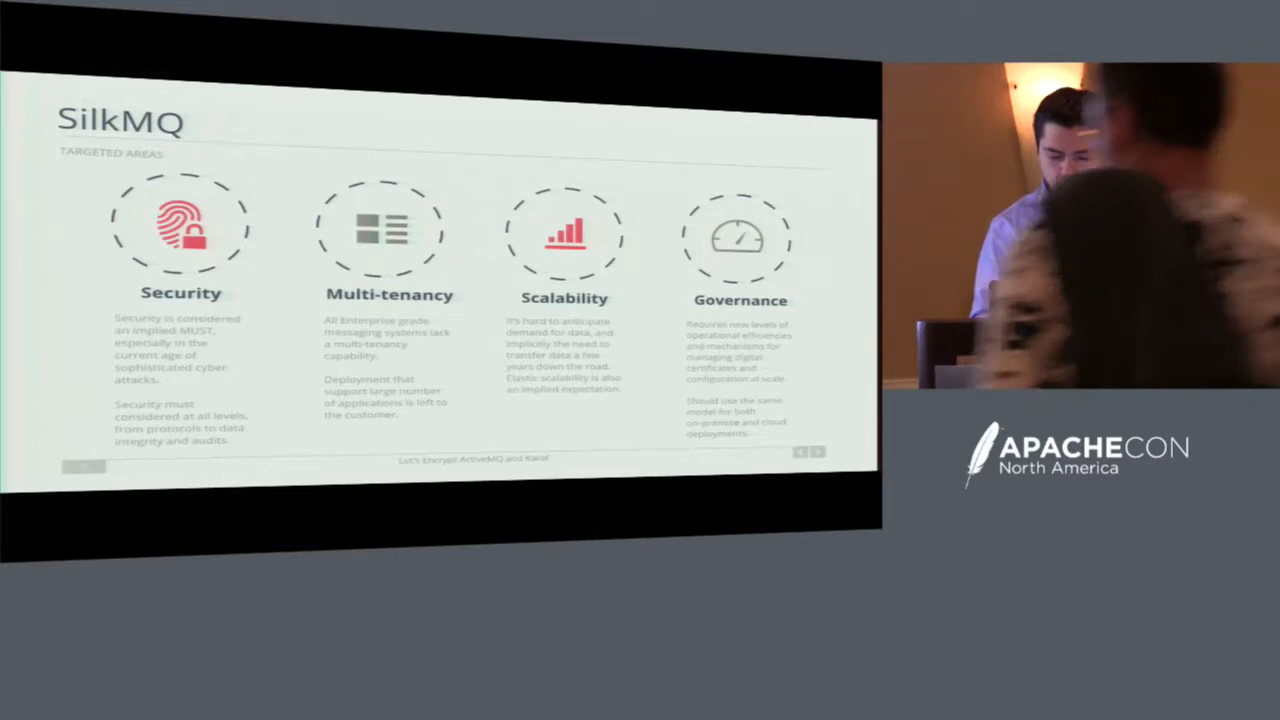 SilkMQ
TARGETED AREAS
Security
Security is considered
an implied MUST,
especially in the
current age of
sophisticated cyber
attacks.
Security must
considered at all levels,
from protocols to data
integrity and audits.
Multi-tenancy
All Enterprise grade
messaging systems lack
a multi-tenancy
capability.
Deployment that
support large number
of applications is left to
the customer.
Scalability
It's hard to anticipate
demand for data, and
implicitly the need to
transfer data a few
years down the road.
Elastic scalability is also
an implied expectation.
Governance
Requires new levels of
operational efficiencies
and mechanisms for
managing digital
certificates and
configuration at scale.
Should use the same
model for both
on-premise and cloud
deployments.
Let's Encrypt ActiveMQ and Karaf
APACHECON
North America